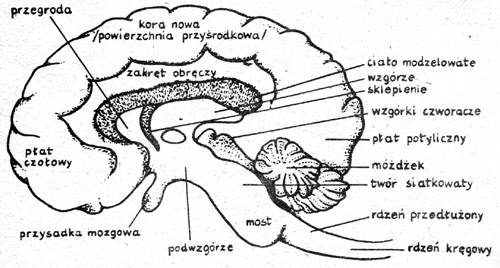 przegroda
kora nowa
/powierzchnia przyśrodkowa/
zakręt obręczy
ciało modzelowate
wzgórze
sklepienie
wzgórki czworacze
płat potyliczny
płat
czołowy
móżdżek
twór siatkowaty
przysadka mozgowa
most
rdzeń przedłużony
podwzgórze
rdzeń kręgowy